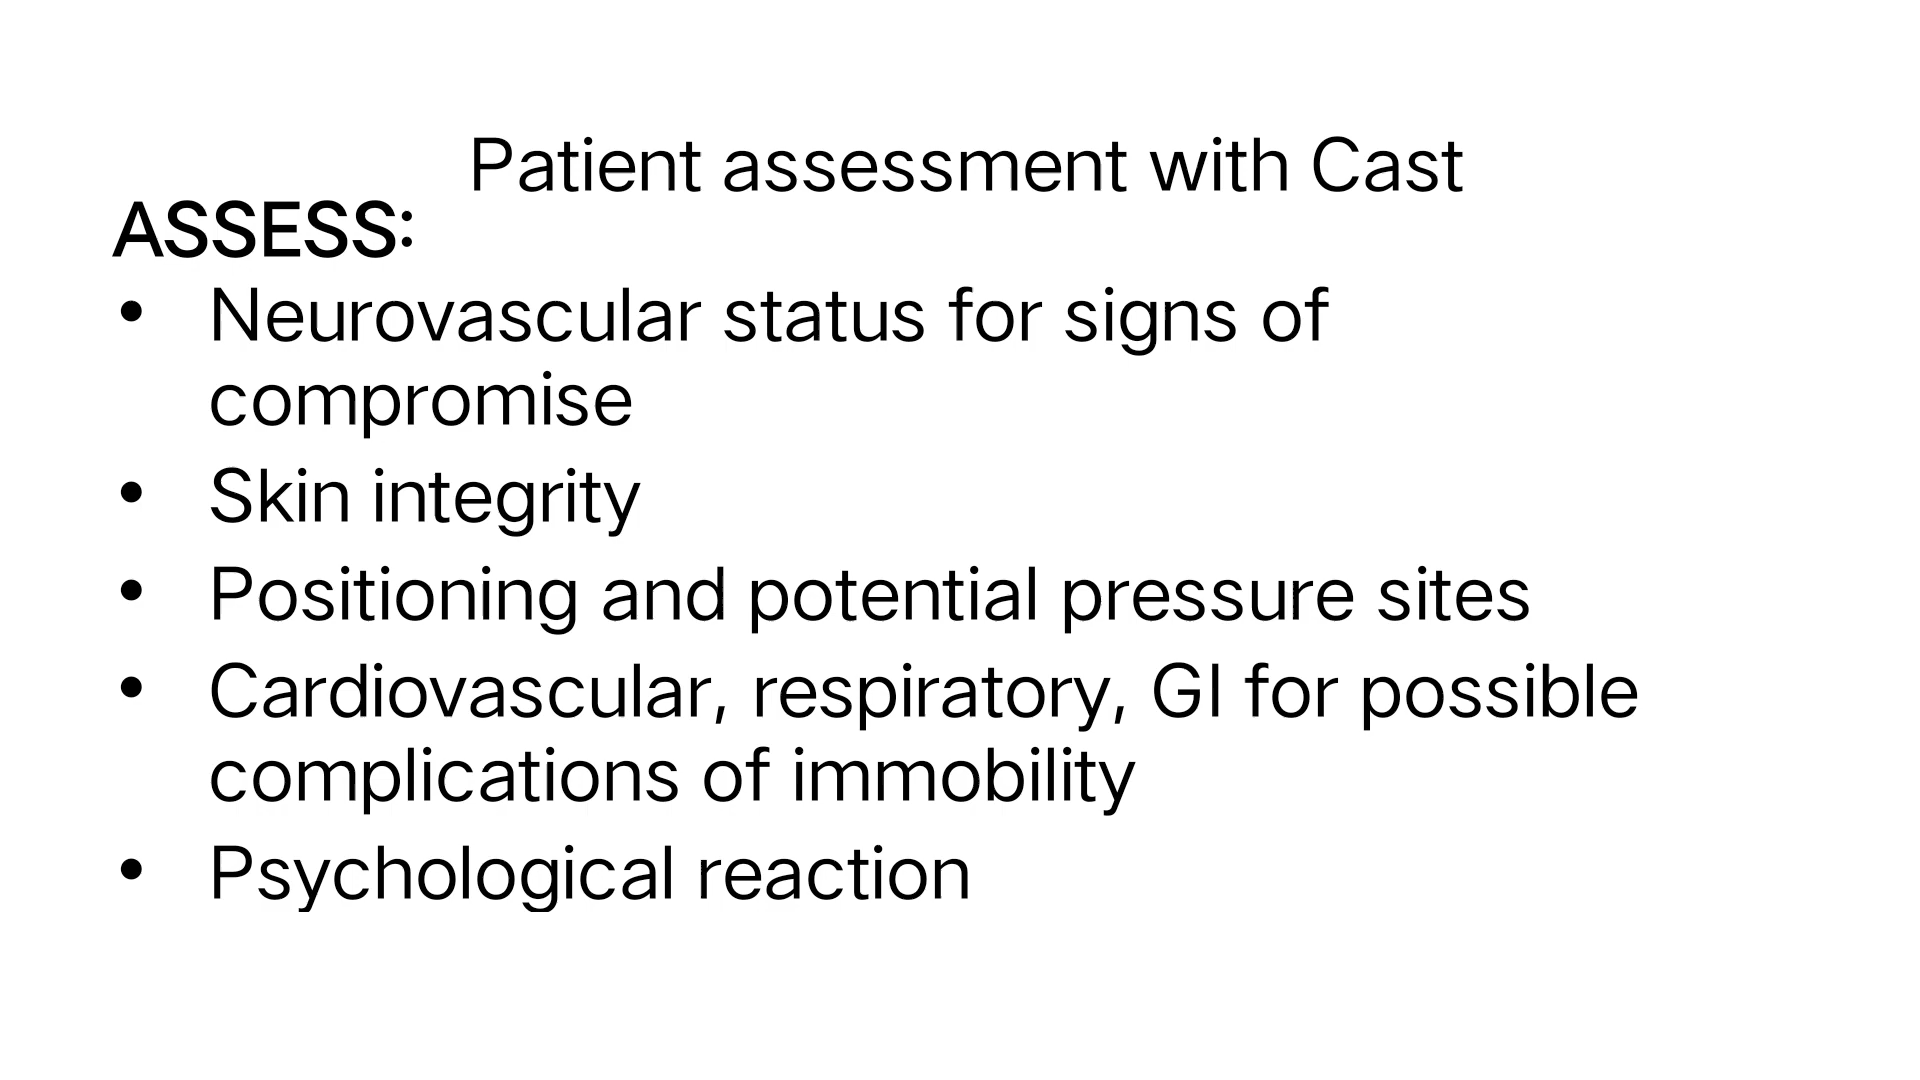 Patient assessment with Cast
ASSESS:
• Neurovascular status for signs of
compromise
• Skin integrity
• Positioning and potential pressure sites
• Cardiovascular, respiratory, GI for possible
complications of immobility
• Psychological reaction